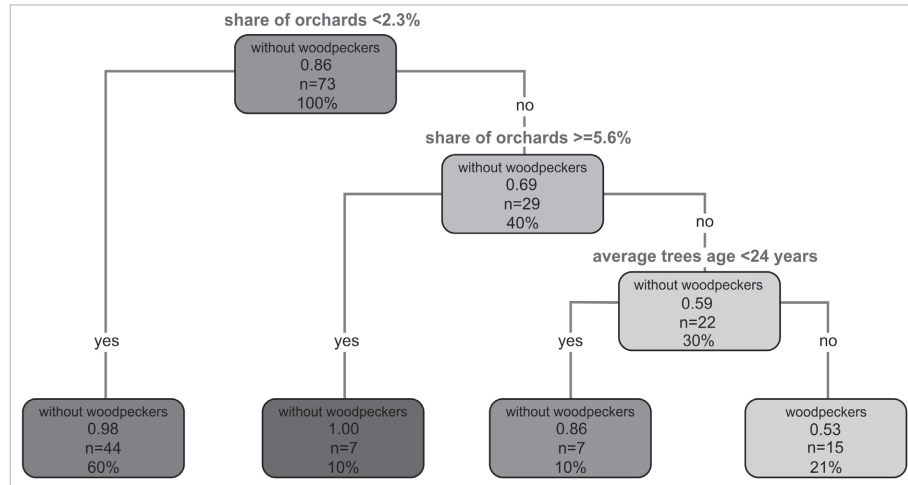 share of orchards <2.3%
without woodpeckers
0.86
n=73
100%
no
share of orchards >=5.6%
without woodpeckers
0.69
n=29
40%
no
average trees age <24 years
without woodpeckers
0.59
n=22
30%
yes
yes
yes
no
without woodpeckers
0.98
n=44
60%
without woodpeckers
1.00
n=7
10%
without woodpeckers
0.86
n=7
10%
woodpeckers
0.53
n=15
21%